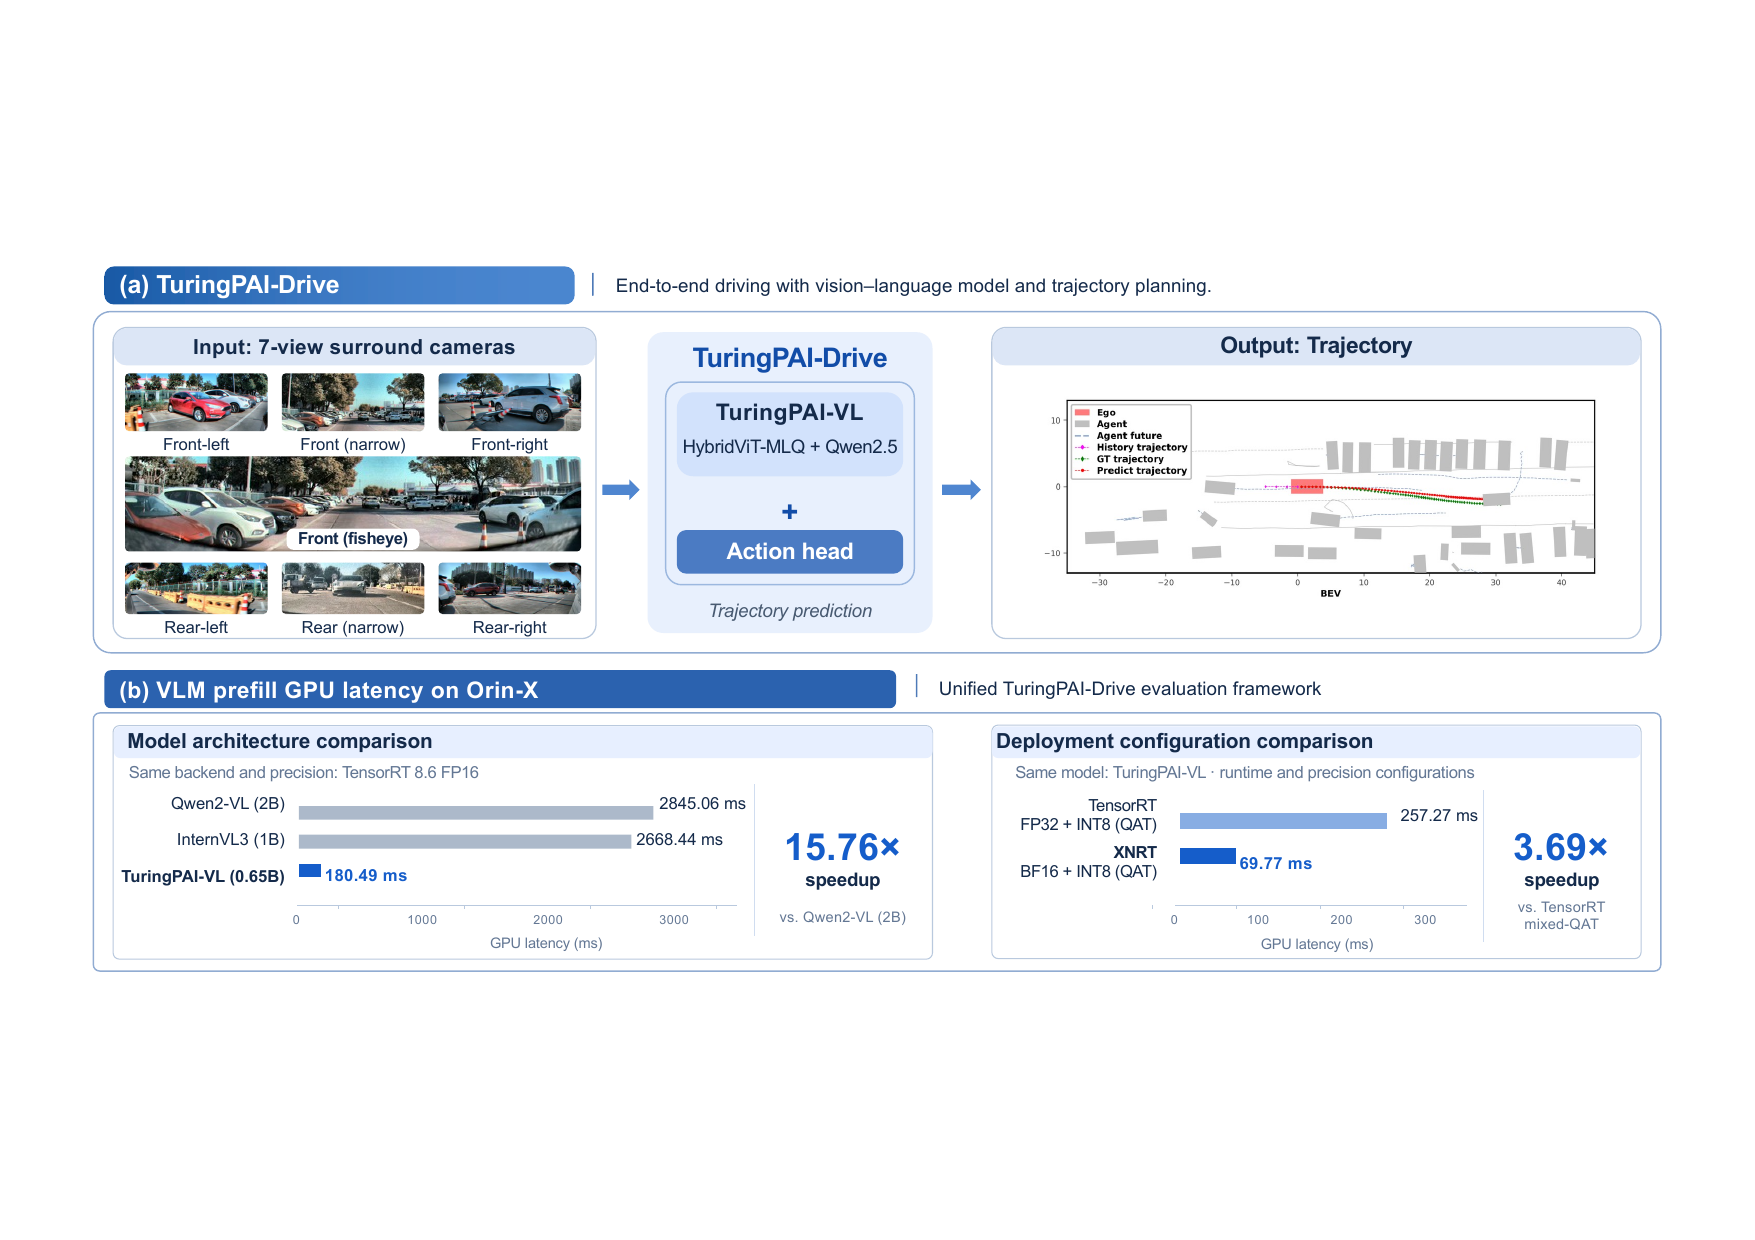 (a) TuringPAI-Drive
End-to-end driving with vision–language model and trajectory planning.
Input: 7-view surround cameras
Front-left
Front (narrow)
Front-right
Front (fisheye)
Rear-left
Rear (narrow)
Rear-right
TuringPAI-Drive
TuringPAI-VL
HybridViT-MLQ + Qwen2.5
+
Action head
Trajectory prediction
Output: Trajectory
Ego
Agent
Agent future
History trajectory
GT trajectory
Predict trajectory
10
0
−10
−30 −20 −10 0 10 20 30 40
BEV
(b) VLM prefill GPU latency on Orin-X
Unified TuringPAI-Drive evaluation framework
Model architecture comparison
Same backend and precision: TensorRT 8.6 FP16
Qwen2-VL (2B) 2845.06 ms
InternVL3 (1B) 2668.44 ms
TuringPAI-VL (0.65B) 180.49 ms
0 1000 2000 3000
GPU latency (ms)
15.76×
speedup
vs. Qwen2-VL (2B)
Deployment configuration comparison
Same model: TuringPAI-VL · runtime and precision configurations
TensorRT
FP32 + INT8 (QAT)
257.27 ms
XNRT
BF16 + INT8 (QAT)
69.77 ms
0 100 200 300
GPU latency (ms)
3.69×
speedup
vs. TensorRT
mixed-QAT